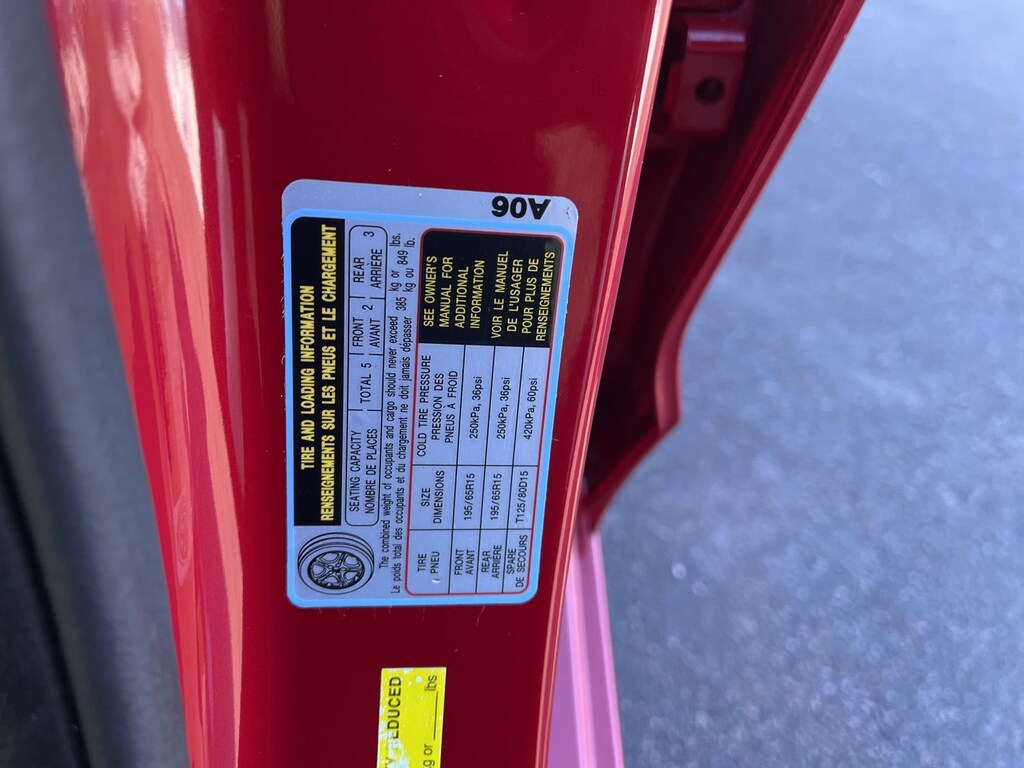 A06
TIRE AND LOADING INFORMATION
RENSEIGNEMENTS SUR LES PNEUS ET LE CHARGEMENT
SEATING CAPACITY TOTAL 5 FRONT 2 REAR 3
NOMBRE DE PLACES AVANT ARRIÈRE
The combined weight of occupants and cargo should never exceed 385 kg or 849 lbs.
Le poids total des occupants et du chargement ne doit jamais dépasser 385 kg ou 849 lb.
TIRE SIZE COLD TIRE PRESSURE
PNEU DIMENSIONS PRESSION DES
PNEUS À FROID
FRONT 195/65R15 250kPa, 36psi
AVANT
REAR 195/65R15 250kPa, 36psi
ARRIÈRE
SPARE T125/80D15 420kPa, 60psi
DE SECOURS
SEE OWNER'S
MANUAL FOR
ADDITIONAL
INFORMATION
VOIR LE MANUEL
DE L'USAGER
POUR PLUS DE
RENSEIGNEMENTS
REDUCED
or lbs